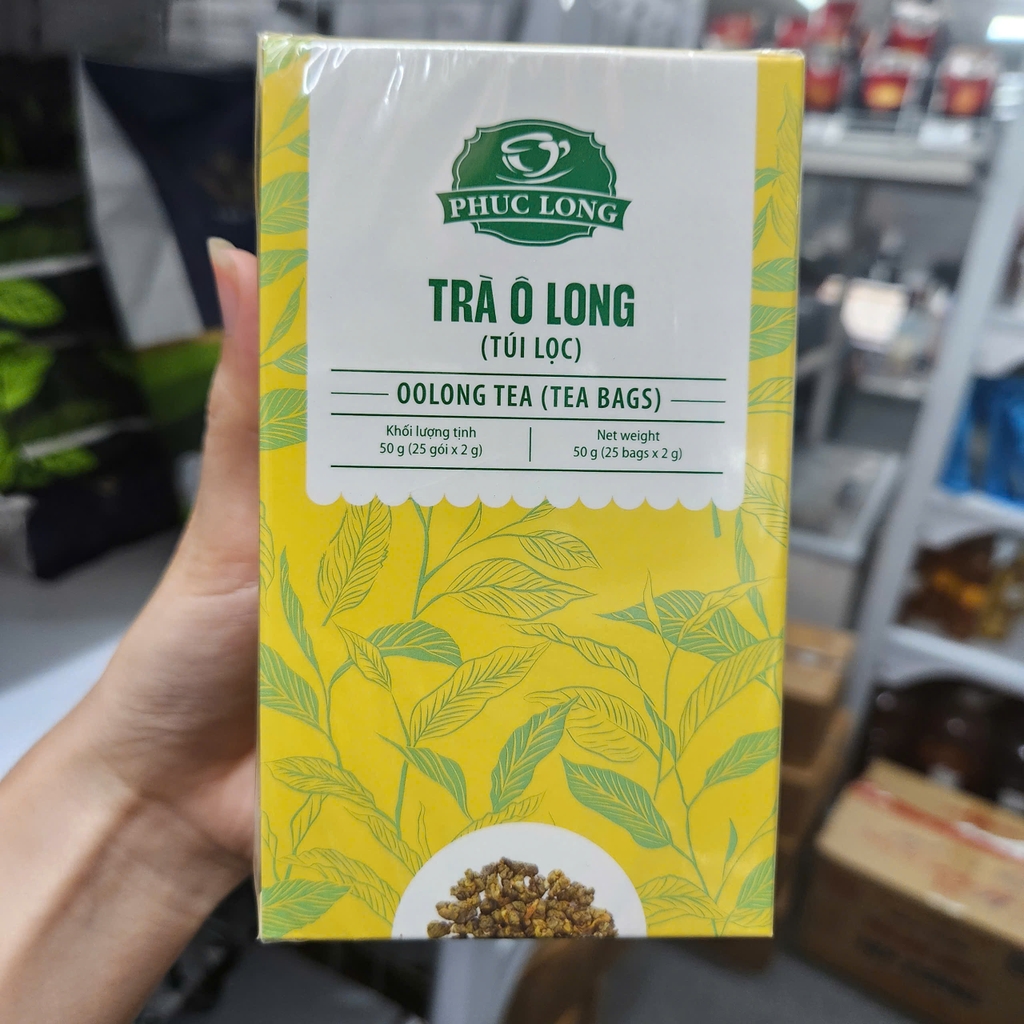 PHUC LONG
TRÀ Ô LONG
(TÚI LỌC)
OOLONG TEA (TEA BAGS)
Khối lượng tịnh
50 g (25 gói x 2 g)
Net weight
50 g (25 bags x 2 g)